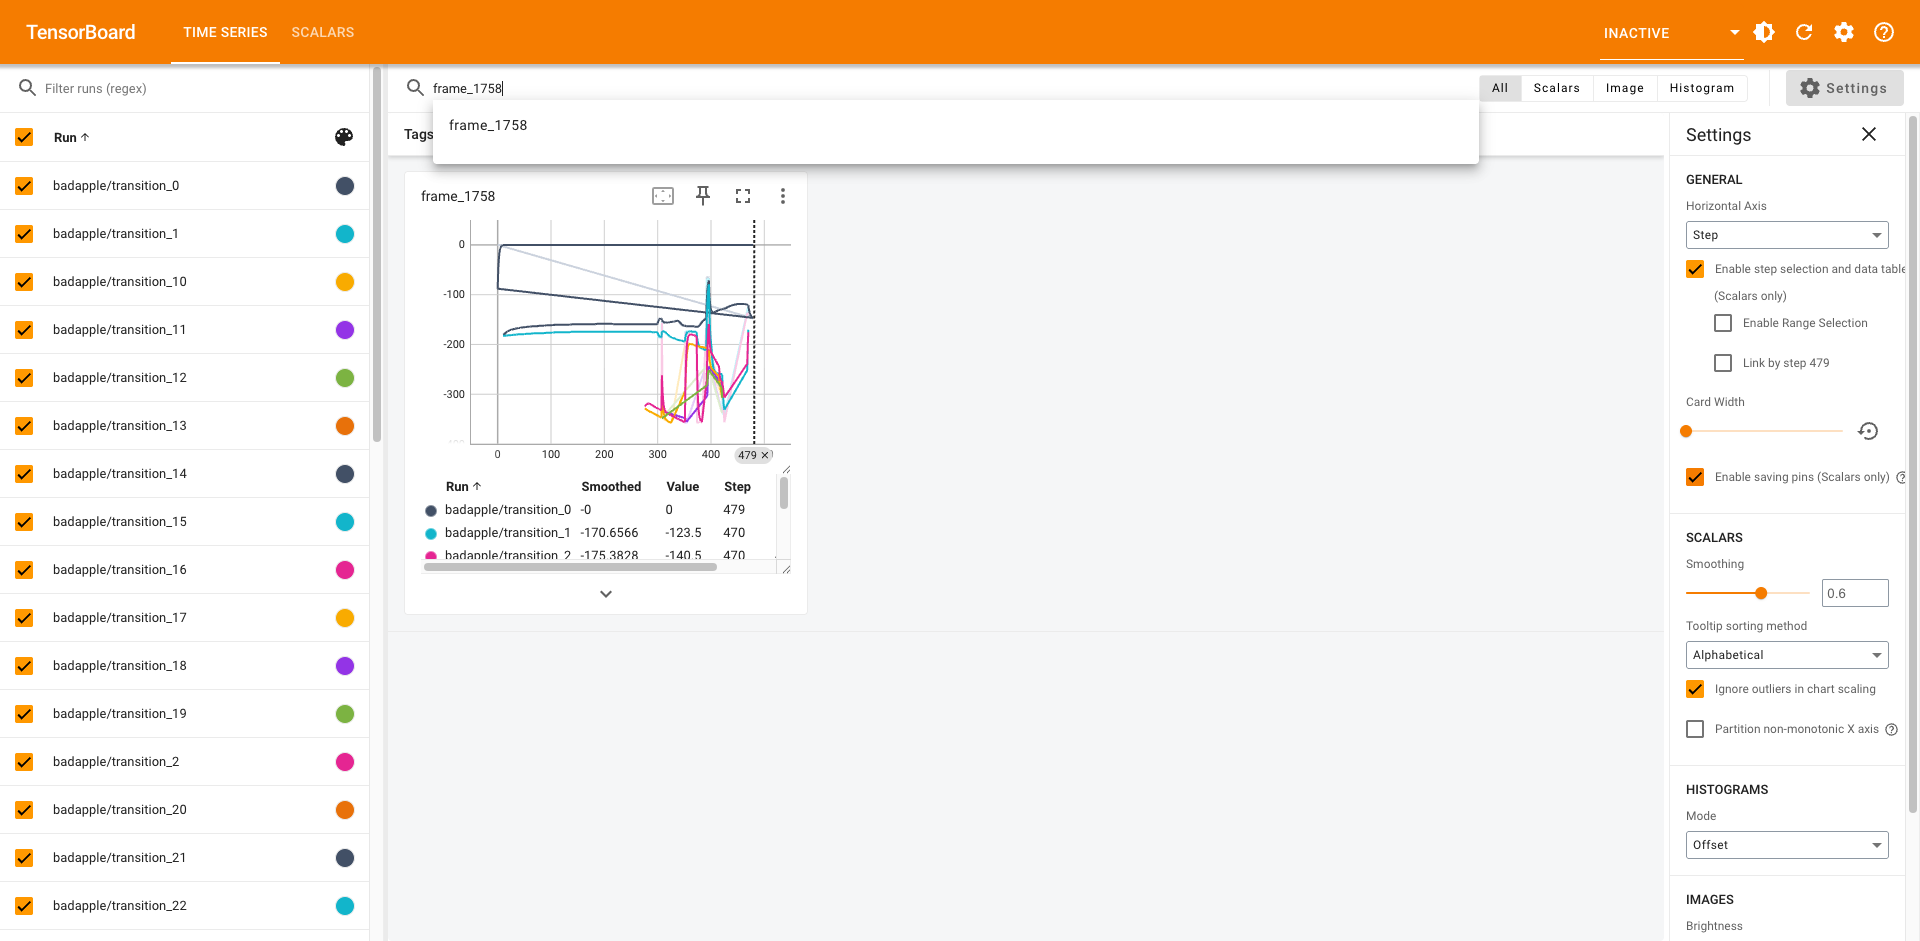 TensorBoard TIME SERIES SCALARS INACTIVE
Filter runs (regex)
frame_1758
All Scalars Image Histogram
Settings
frame_1758
Tags
Run
badapple/transition_0
badapple/transition_1
badapple/transition_10
badapple/transition_11
badapple/transition_12
badapple/transition_13
badapple/transition_14
badapple/transition_15
badapple/transition_16
badapple/transition_17
badapple/transition_18
badapple/transition_19
badapple/transition_2
badapple/transition_20
badapple/transition_21
badapple/transition_22
frame_1758
0
-100
-200
-300
0 100 200 300 400 479
Run Smoothed Value Step
badapple/transition_0 -0 0 479
badapple/transition_1 -170.6566 -123.5 470
badapple/transition_2 -175.3828 -140.5 470
Settings
GENERAL
Horizontal Axis
Step
Enable step selection and data table
(Scalars only)
Enable Range Selection
Link by step 479
Card Width
Enable saving pins (Scalars only)
SCALARS
Smoothing
0.6
Tooltip sorting method
Alphabetical
Ignore outliers in chart scaling
Partition non-monotonic X axis
HISTOGRAMS
Mode
Offset
IMAGES
Brightness